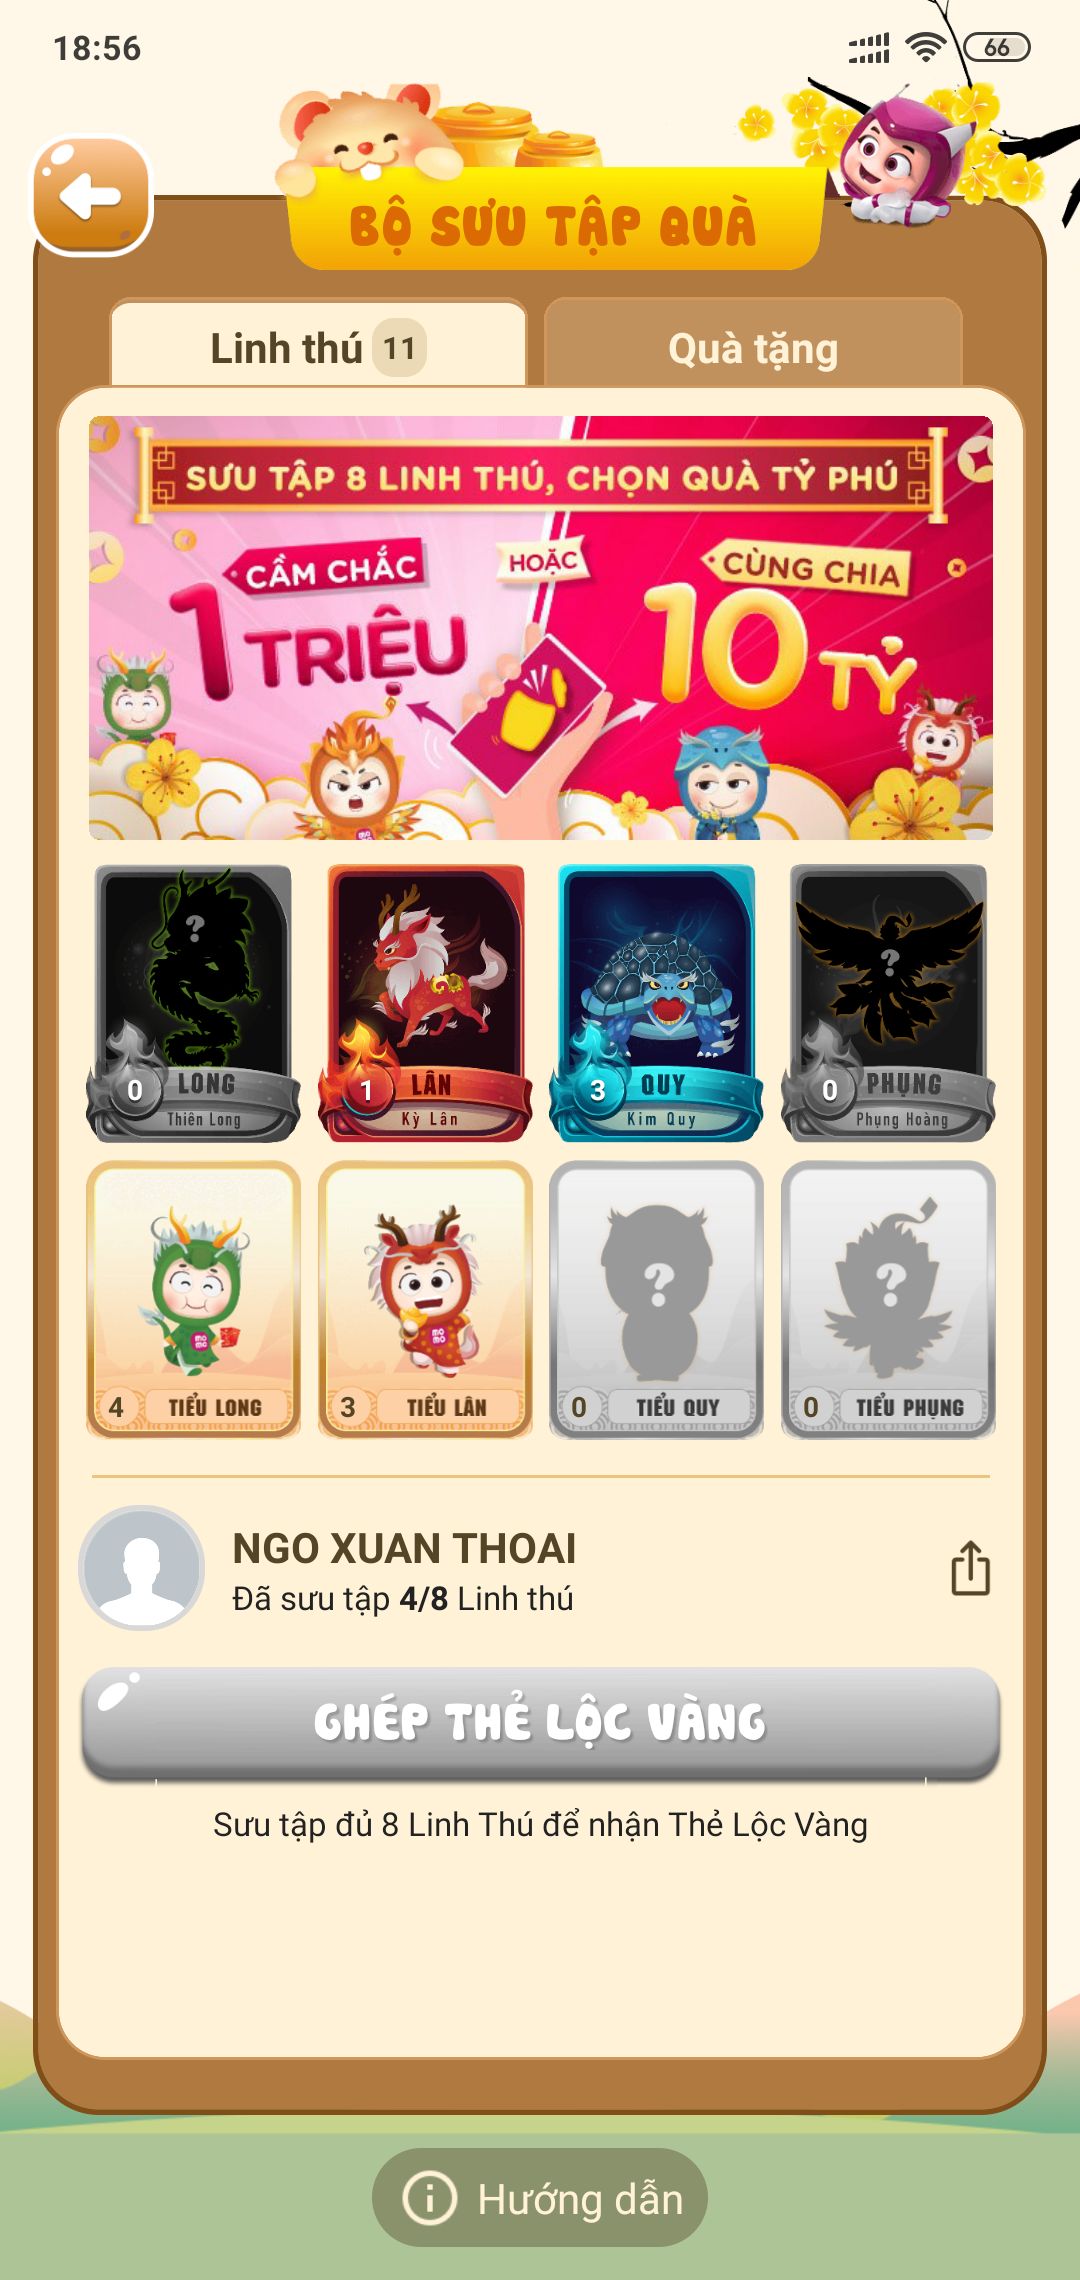 18:56
66
BỘ SƯU TẬP QUÀ
Linh thú 11
Quà tặng
SƯU TẬP 8 LINH THÚ, CHỌN QUÀ TỶ PHÚ
CẦM CHẮC
1 TRIỆU
HOẶC
CÙNG CHIA
10 TỶ
0 LONG
Thiên Long
1 LÂN
Kỳ Lân
3 QUY
Kim Quy
0 PHỤNG
Phụng Hoàng
4 TIỂU LONG
3 TIỂU LÂN
0 TIỂU QUY
0 TIỂU PHỤNG
NGO XUAN THOAI
Đã sưu tập 4/8 Linh thú
GHÉP THẺ LỘC VÀNG
Sưu tập đủ 8 Linh Thú để nhận Thẻ Lộc Vàng
Hướng dẫn